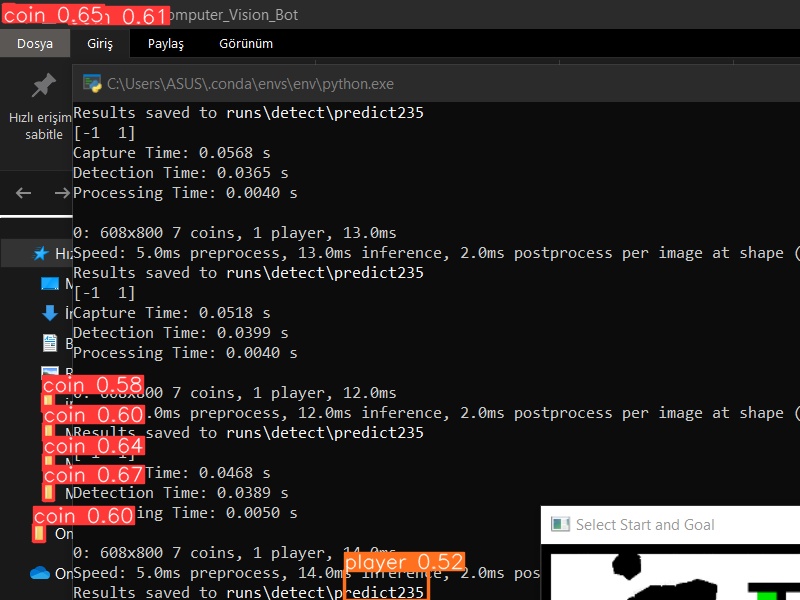 coin 0.65
0.61
omputer_Vision_Bot
Dosya Giriş Paylaş Görünüm
C:\Users\ASUS\.conda\envs\env\python.exe
Hızlı erişim
sabitle
Results saved to runs\detect\predict235
[-1 1]
Capture Time: 0.0568 s
Detection Time: 0.0365 s
Processing Time: 0.0040 s
0: 608x800 7 coins, 1 player, 13.0ms
Speed: 5.0ms preprocess, 13.0ms inference, 2.0ms postprocess per image at shape (
Results saved to runs\detect\predict235
[-1 1]
Capture Time: 0.0518 s
Detection Time: 0.0399 s
Processing Time: 0.0040 s
coin 0.58
00 7 coins, 1 player, 12.0ms
coin 0.60
.0ms preprocess, 12.0ms inference, 2.0ms postprocess per image at shape (
Results saved to runs\detect\predict235
coin 0.64
coin 0.67
Time: 0.0468 s
Detection Time: 0.0389 s
coin 0.60
ing Time: 0.0050 s
Select Start and Goal
0: 608x800 7 coins, 1 player, 14.0ms
player 0.52
Speed: 5.0ms preprocess, 14.0ms inference, 2.0ms pos
Results saved to runs\detect\predict235